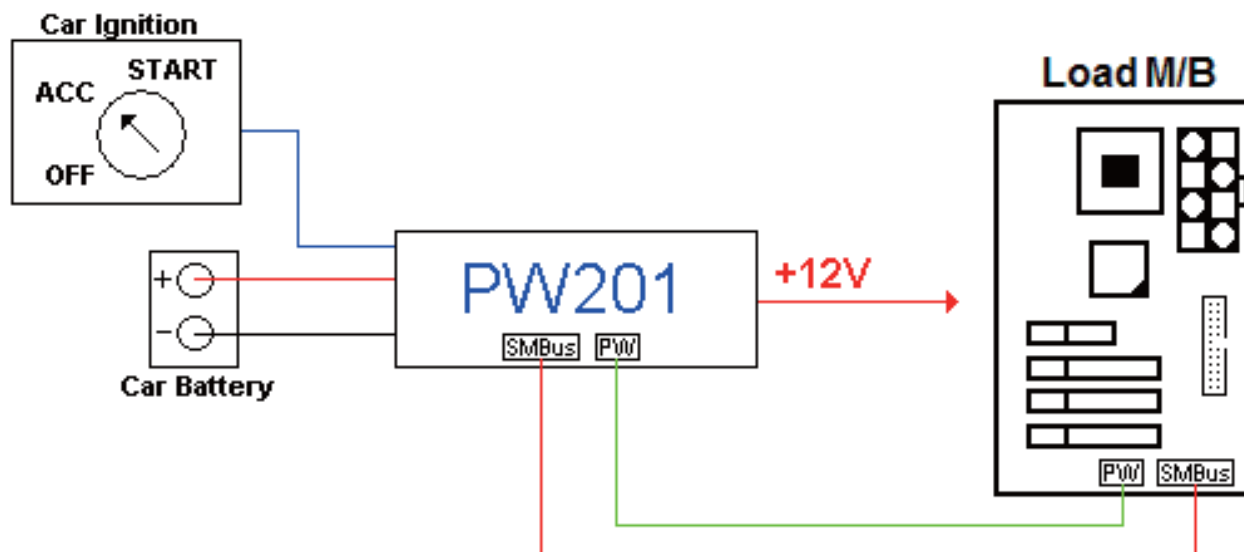 Car Ignition
START
ACC
OFF
Load M/B
+
PW201
+12V
−
SMBus PW
Car Battery
PW SMBus